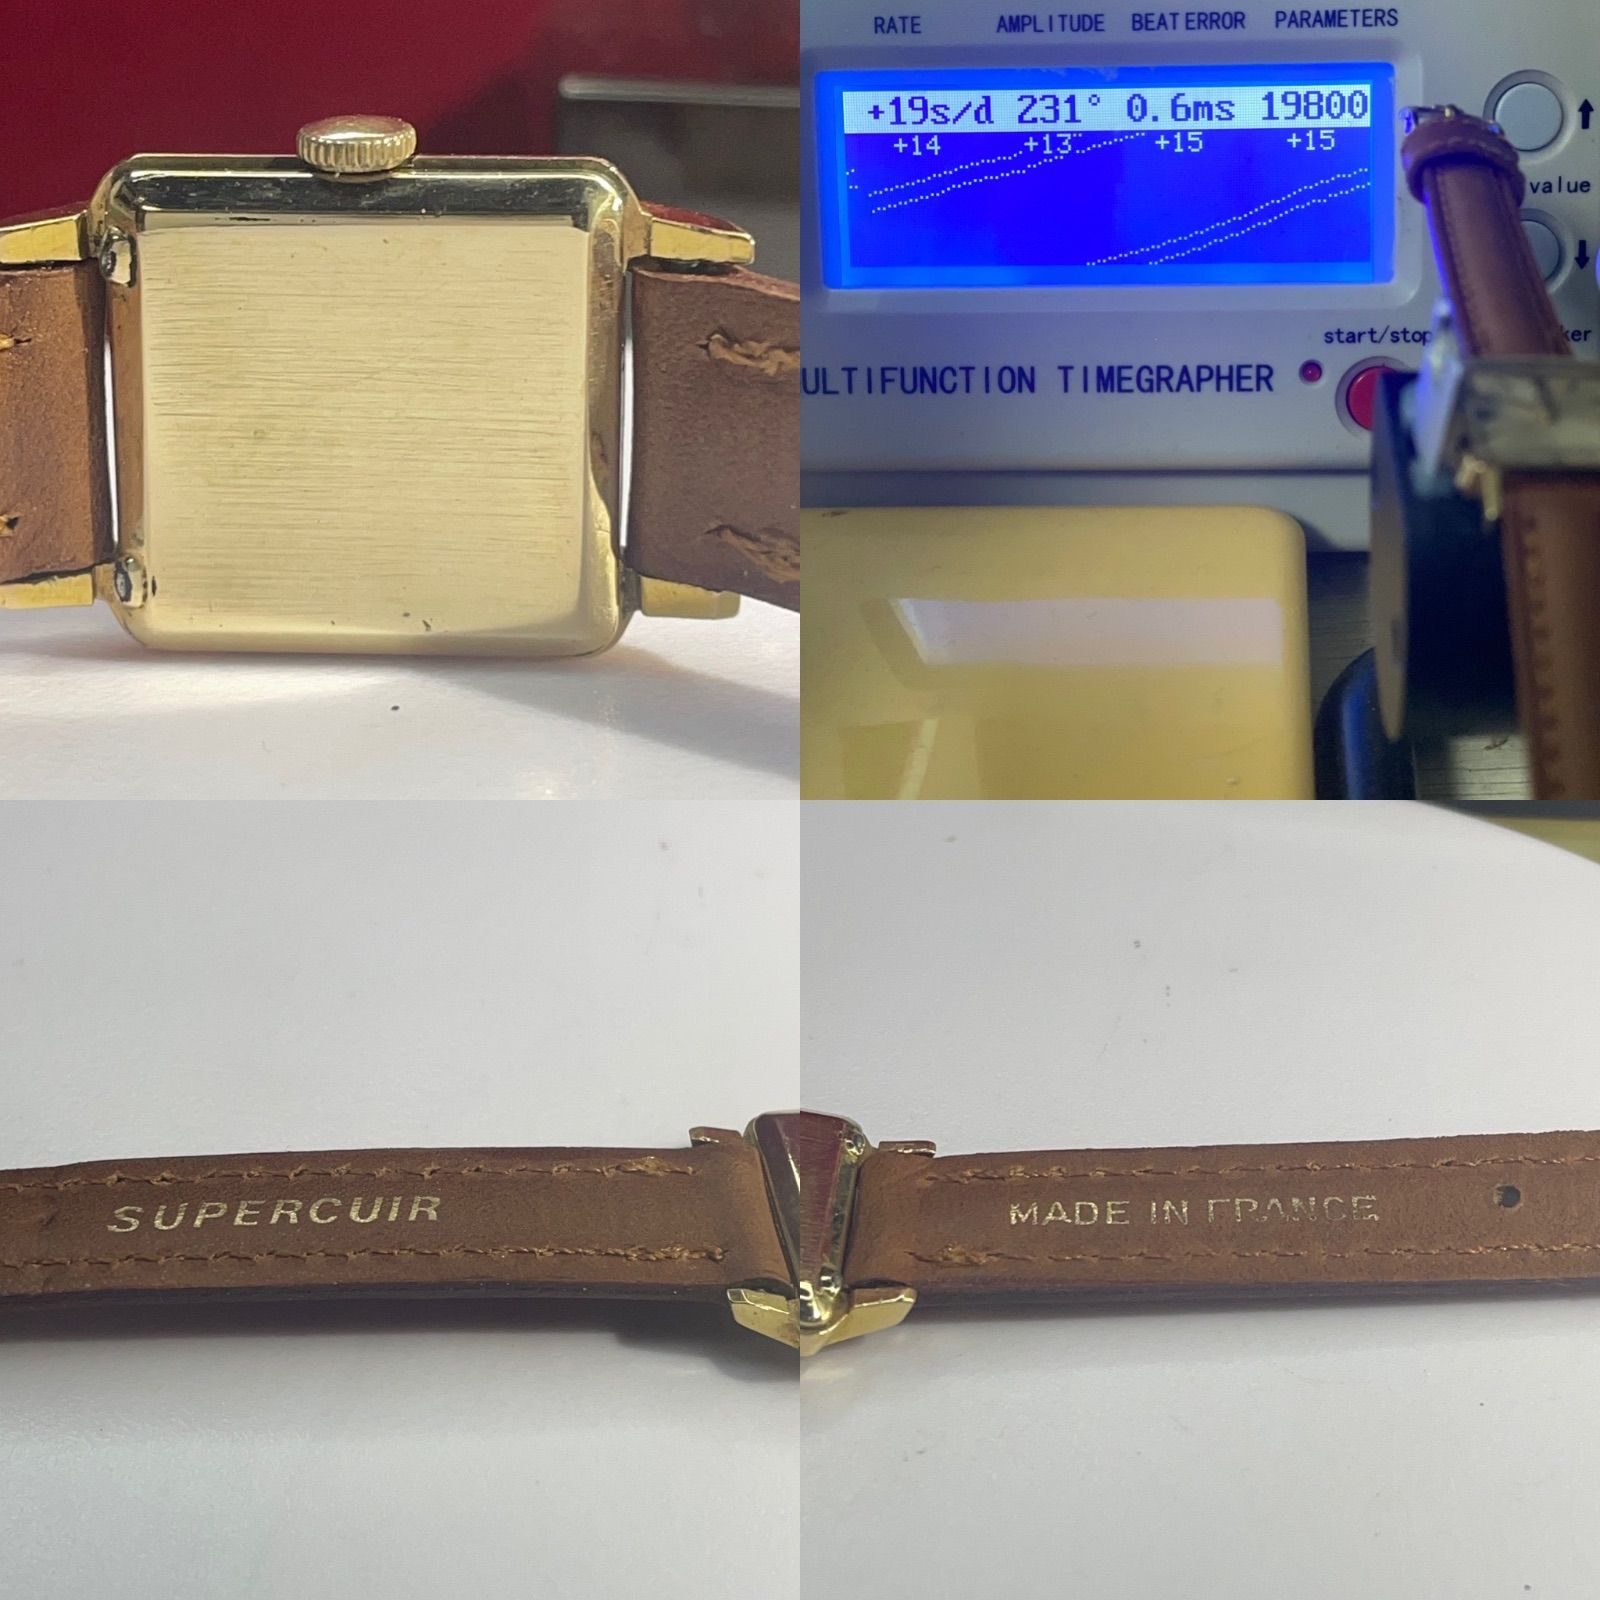 RATE AMPLITUDE BEAT ERROR PARAMETERS
+19s/d 231° 0.6ms 19800
+14 +13 +15 +15
value
start/stop
ULTIFUNCTION TIMEGRAPHER
SUPERCUIR
MADE IN FRANCE